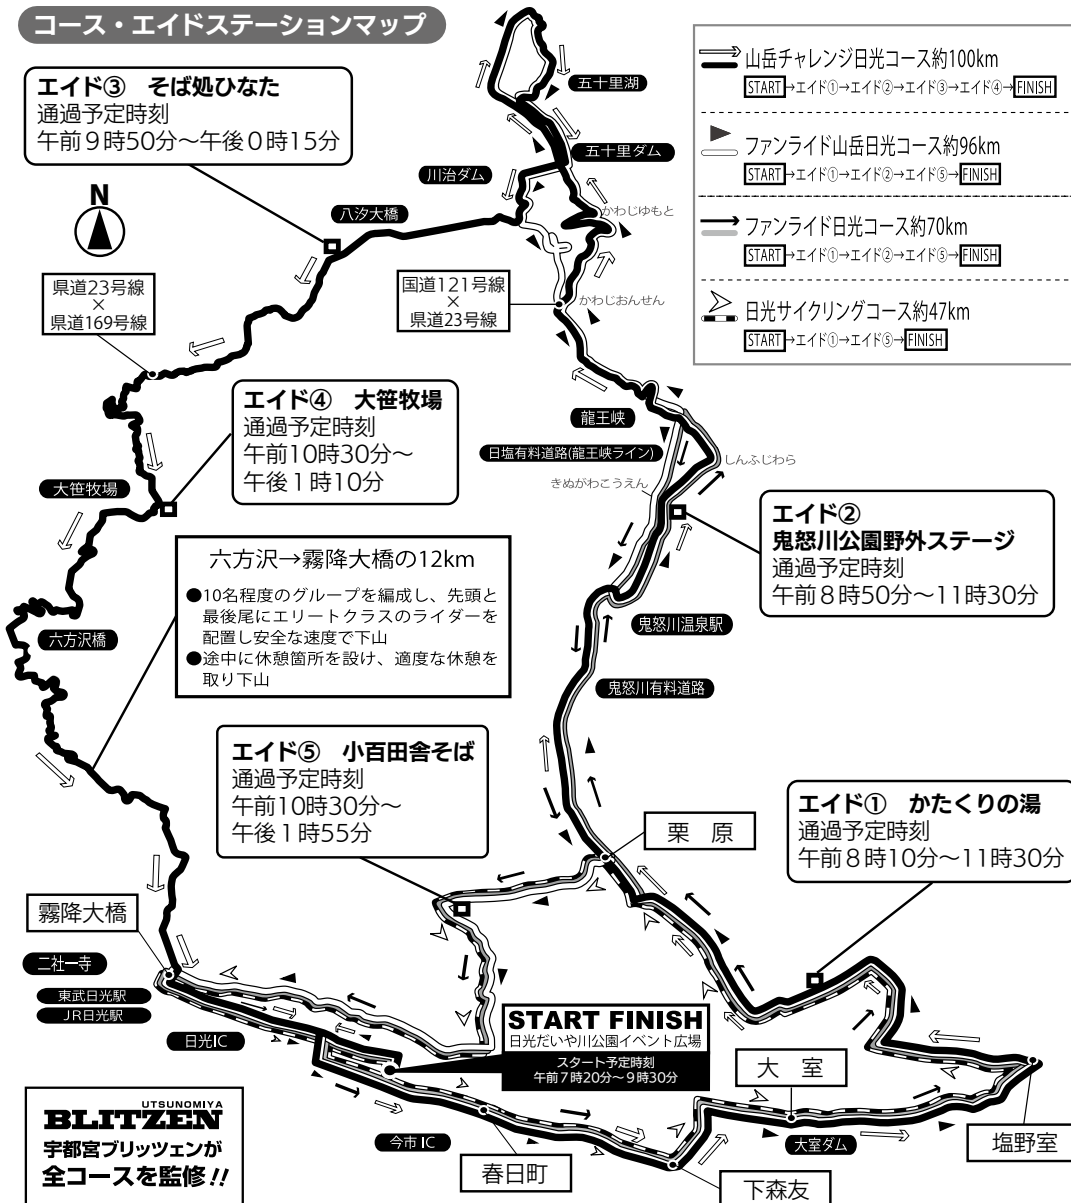 コース・エイドステーションマップ
エイド③　そば処ひなた
通過予定時刻
午前９時50分～午後０時15分
N
山岳チャレンジ日光コース約100km
START→エイド①→エイド②→エイド③→エイド④→FINISH
ファンライド山岳日光コース約96km
START→エイド①→エイド②→エイド⑤→FINISH
ファンライド日光コース約70km
START→エイド①→エイド②→エイド⑤→FINISH
日光サイクリングコース約47km
START→エイド①→エイド⑤→FINISH
五十里湖
五十里ダム
川治ダム
かわじゆもと
八汐大橋
県道23号線
×
県道169号線
国道121号線
×
県道23号線
かわじおんせん
エイド④　大笹牧場
通過予定時刻
午前10時30分～
午後１時10分
龍王峡
日塩有料道路(龍王峡ライン)
しんふじわら
きぬがわこうえん
大笹牧場
エイド②
鬼怒川公園野外ステージ
通過予定時刻
午前８時50分～11時30分
六方沢→霧降大橋の12km
●10名程度のグループを編成し、先頭と
最後尾にエリートクラスのライダーを
配置し安全な速度で下山
●途中に休憩箇所を設け、適度な休憩を
取り下山
六方沢橋
鬼怒川温泉駅
鬼怒川有料道路
エイド⑤　小百田舎そば
通過予定時刻
午前10時30分～
午後１時55分
栗　原
エイド①　かたくりの湯
通過予定時刻
午前８時10分～11時30分
霧降大橋
二社一寺
東武日光駅
JR日光駅
日光IC
START FINISH
日光だいや川公園イベント広場
スタート予定時刻
午前７時20分～９時30分
大　室
UTSUNOMIYA
BLITZEN
宇都宮ブリッツェンが
全コースを監修!!
今市IC
春日町
大室ダム
塩野室
下森友